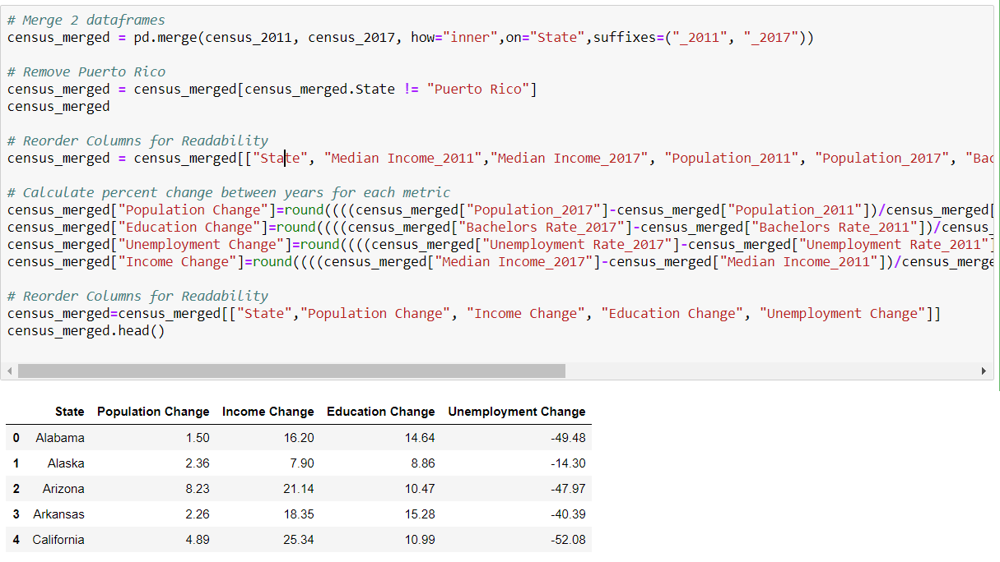 # Merge 2 dataframes
census_merged = pd.merge(census_2011, census_2017, how="inner",on="State",suffixes=("_2011", "_2017"))
# Remove Puerto Rico
census_merged = census_merged[census_merged.State != "Puerto Rico"]
census_merged
# Reorder Columns for Readability
census_merged = census_merged[["State", "Median Income_2011","Median Income_2017", "Population_2011", "Population_2017", "Bac
# Calculate percent change between years for each metric
census_merged["Population Change"]=round((((census_merged["Population_2017"]-census_merged["Population_2011"])/census_merged[
census_merged["Education Change"]=round((((census_merged["Bachelors Rate_2017"]-census_merged["Bachelors Rate_2011"])/census_
census_merged["Unemployment Change"]=round((((census_merged["Unemployment Rate_2017"]-census_merged["Unemployment Rate_2011"]
census_merged["Income Change"]=round((((census_merged["Median Income_2017"]-census_merged["Median Income_2011"])/census_merge
# Reorder Columns for Readability
census_merged=census_merged[["State","Population Change", "Income Change", "Education Change", "Unemployment Change"]]
census_merged.head()
State Population Change Income Change Education Change Unemployment Change
0 Alabama 1.50 16.20 14.64 -49.48
1 Alaska 2.36 7.90 8.86 -14.30
2 Arizona 8.23 21.14 10.47 -47.97
3 Arkansas 2.26 18.35 15.28 -40.39
4 California 4.89 25.34 10.99 -52.08